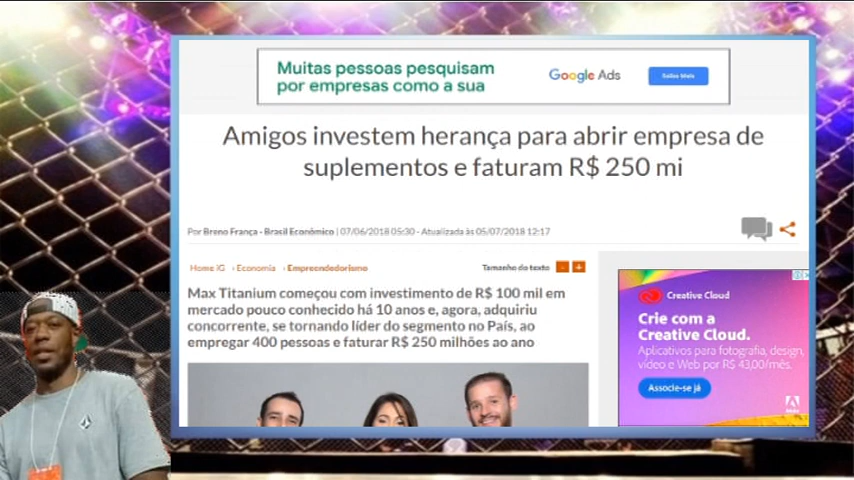 Muitas pessoas pesquisam
por empresas como a sua
Google Ads
Saiba Mais
Amigos investem herança para abrir empresa de
suplementos e faturam R$ 250 mi
Por Breno França - Brasil Econômico | 07/06/2018 05:30 - Atualizada às 05/07/2018 12:17
Home iG › Economia › Empreendedorismo
Tamanho do texto - +
Max Titanium começou com investimento de R$ 100 mil em
mercado pouco conhecido há 10 anos e, agora, adquiriu
concorrente, se tornando líder do segmento no País, ao
empregar 400 pessoas e faturar R$ 250 milhões ao ano
Creative Cloud
Crie com a
Creative Cloud.
Aplicativos para fotografia, design,
vídeo e Web por R$ 43,00/mês.
Associe-se já
Adobe